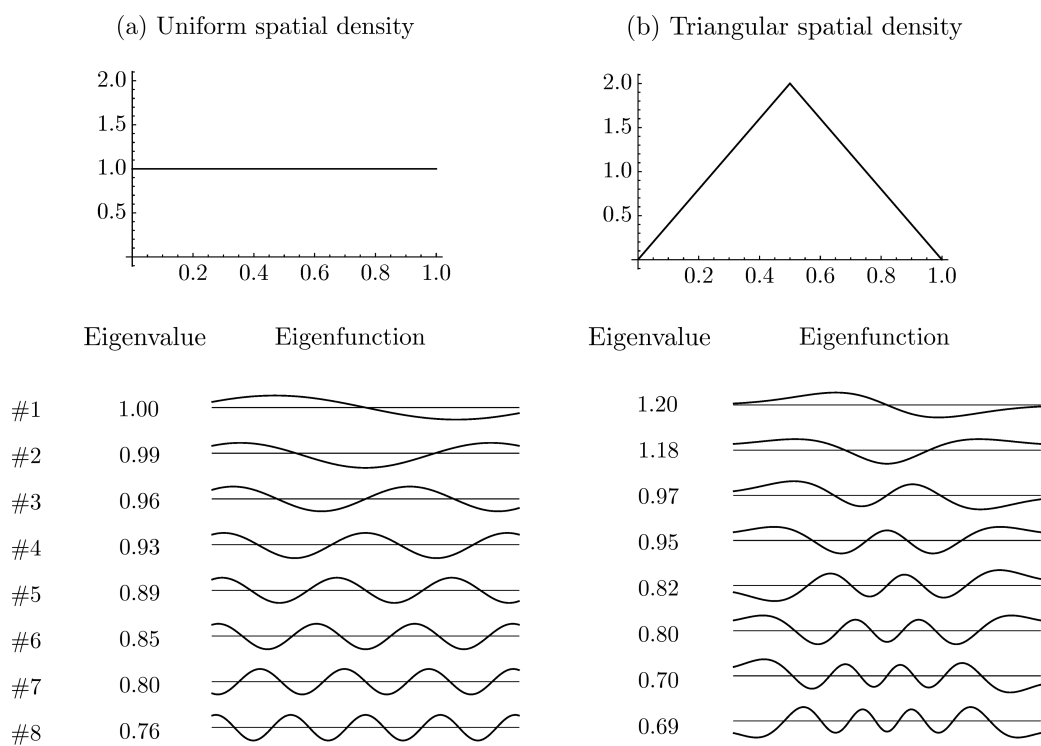 (a) Uniform spatial density
(b) Triangular spatial density
2.0
1.5
1.0
0.5
0.2 0.4 0.6 0.8 1.0
2.0
1.5
1.0
0.5
0.2 0.4 0.6 0.8 1.0
Eigenvalue Eigenfunction Eigenvalue Eigenfunction
#1 1.00 1.20
#2 0.99 1.18
#3 0.96 0.97
#4 0.93 0.95
#5 0.89 0.82
#6 0.85 0.80
#7 0.80 0.70
#8 0.76 0.69